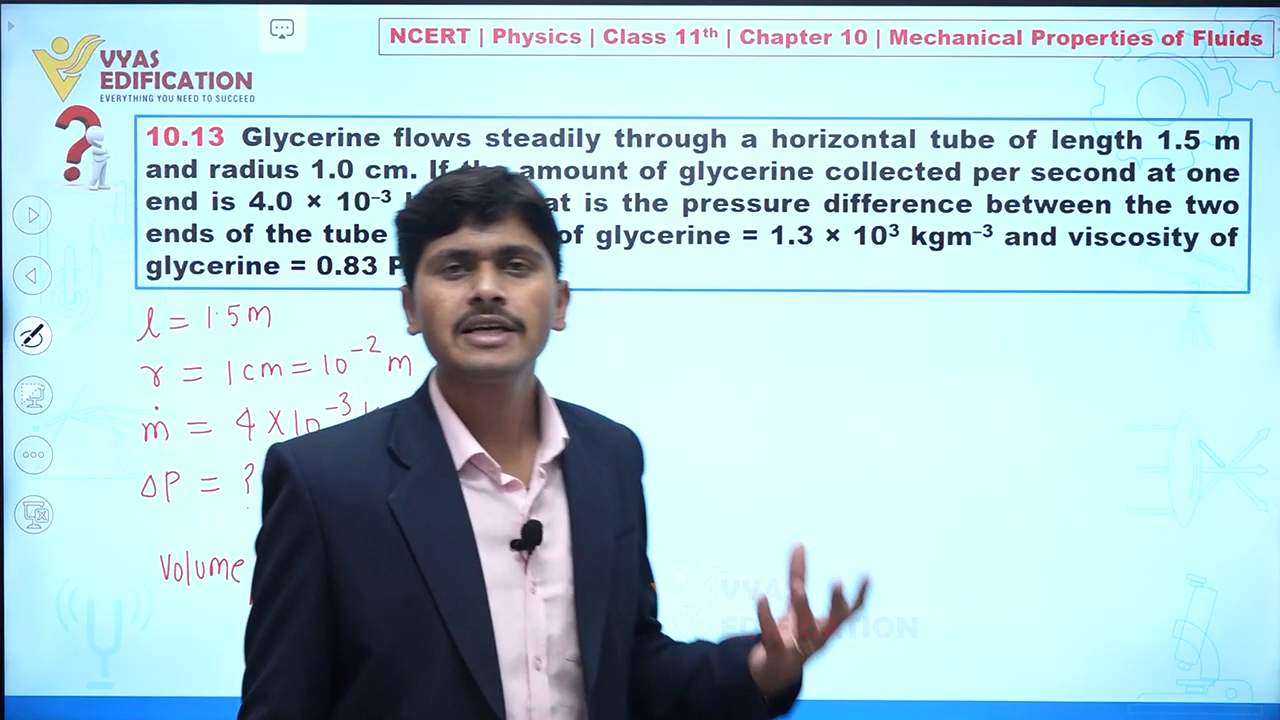 VYAS
EDIFICATION
EVERYTHING YOU NEED TO SUCCEED
NCERT | Physics | Class 11th | Chapter 10 | Mechanical Properties of Fluids
10.13 Glycerine flows steadily through a horizontal tube of length 1.5 m
and radius 1.0 cm. If the amount of glycerine collected per second at one
end is 4.0 × 10⁻³ is the pressure difference between the two
ends of the tube of glycerine = 1.3 × 10³ kgm⁻³ and viscosity of
glycerine = 0.83 P
l = 1.5m
r = 1cm = 10⁻² m
ṁ = 4 × 10⁻³
ΔP = ?
Volume
VYAS
EDIFICATION